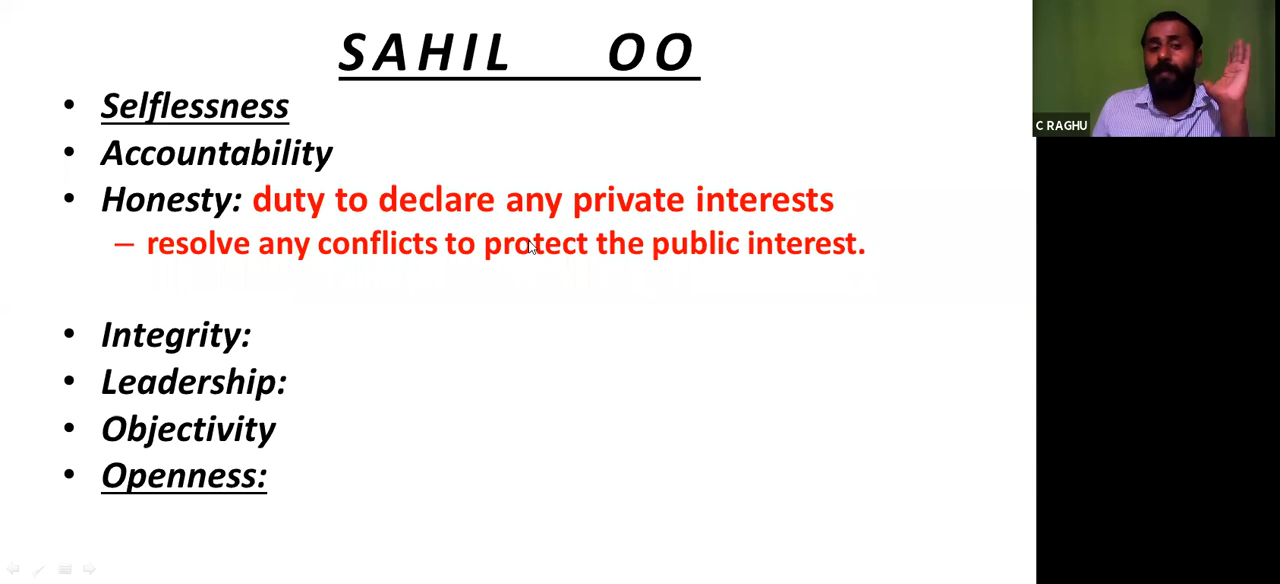 SAHIL OO
• Selflessness
• Accountability
• Honesty: duty to declare any private interests
– resolve any conflicts to protect the public interest.
• Integrity:
• Leadership:
• Objectivity
• Openness:
C RAGHU